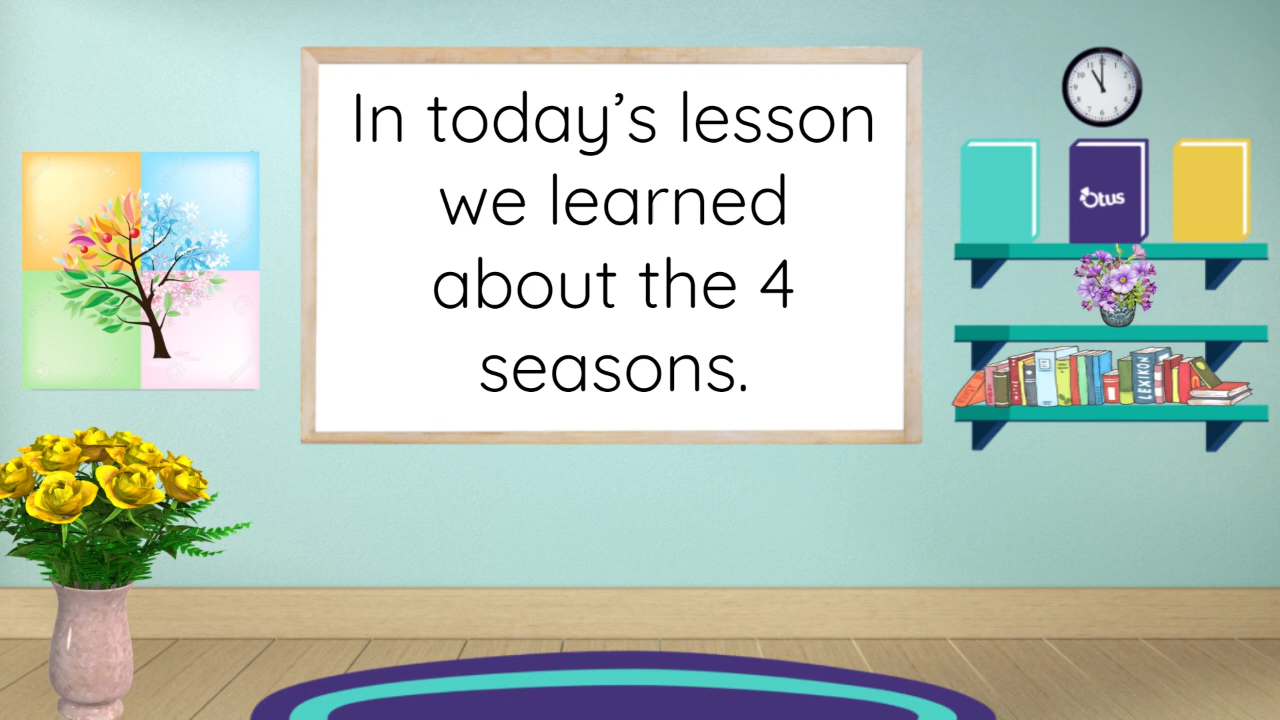 In today’s lesson
we learned
about the 4
seasons.
Otus
LEXIKON